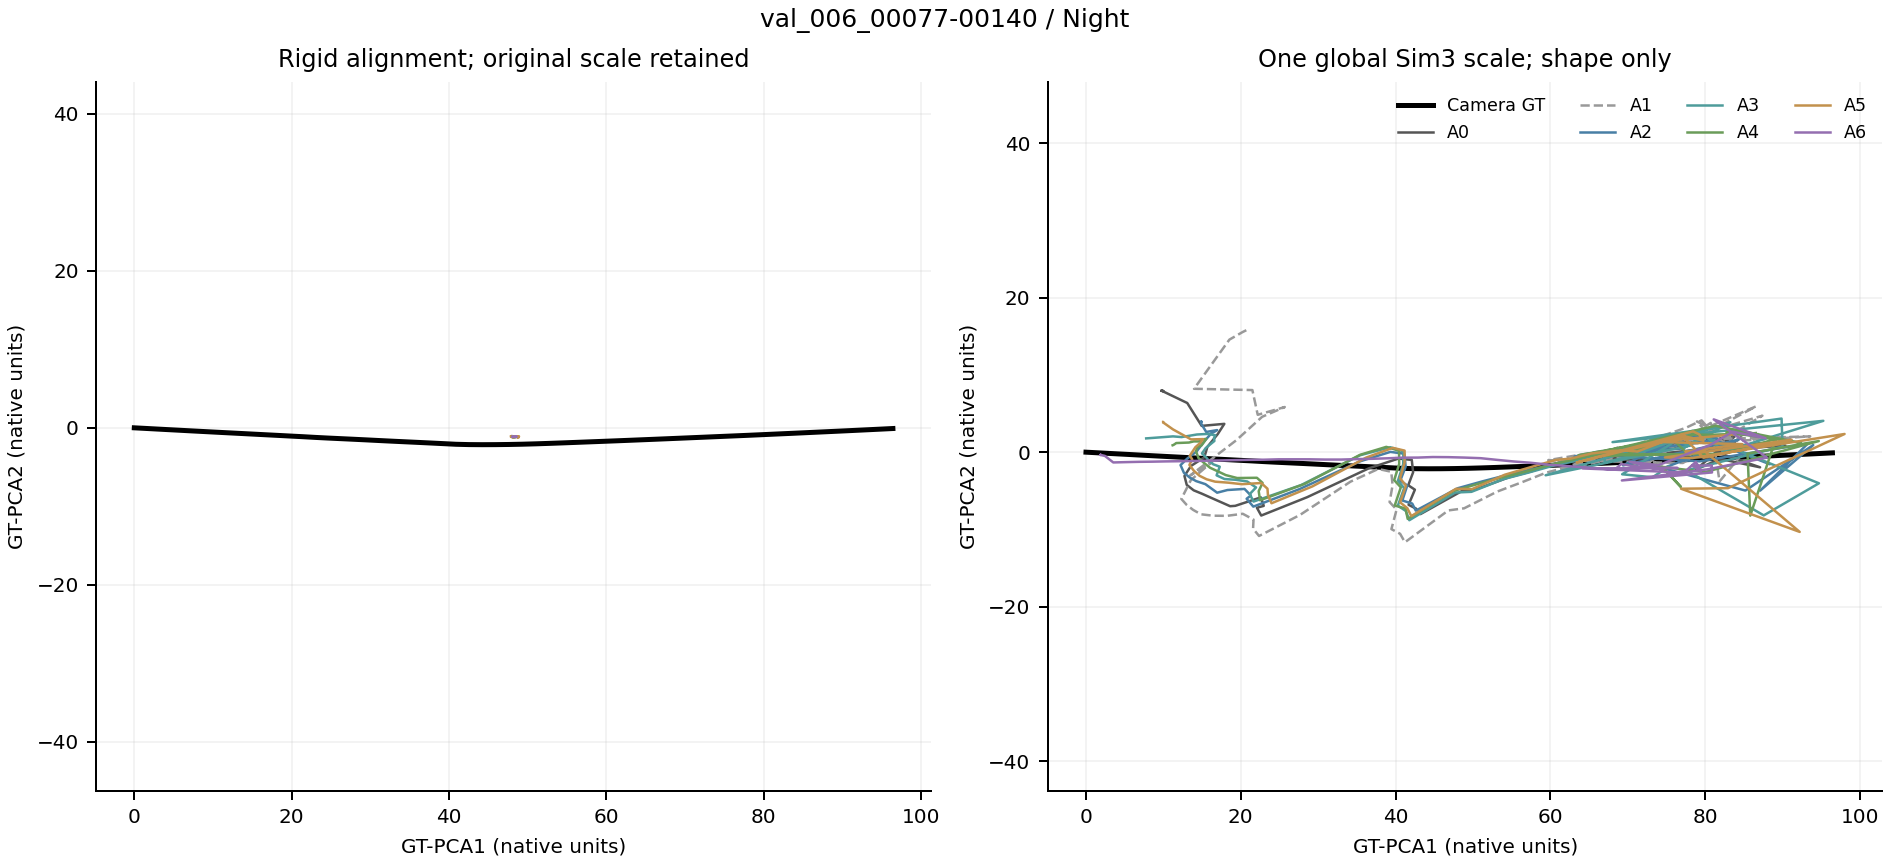 val_006_00077-00140 / Night
Rigid alignment; original scale retained
40
20
0
−20
−40
0
20
40
60
80
100
GT-PCA1 (native units)
GT-PCA2 (native units)
One global Sim3 scale; shape only
Camera GT
A0
A1
A2
A3
A4
A5
A6
40
20
0
−20
−40
0
20
40
60
80
100
GT-PCA1 (native units)
GT-PCA2 (native units)